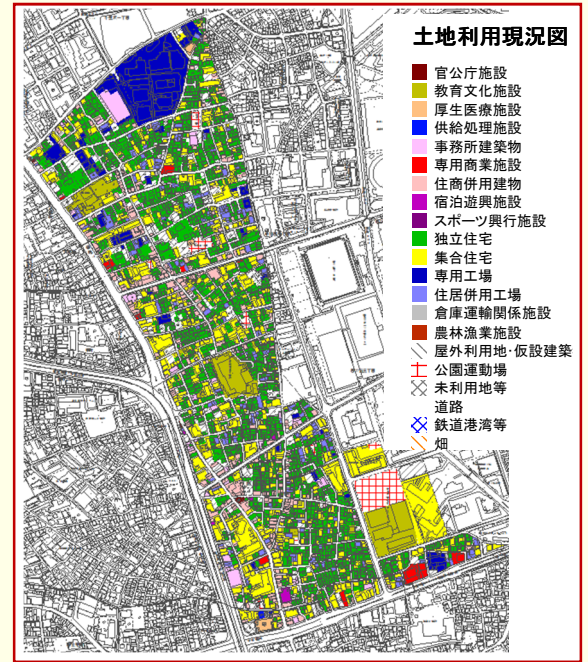 土地利用現況図
官公庁施設
教育文化施設
厚生医療施設
供給処理施設
事務所建築物
専用商業施設
住商併用建物
宿泊遊興施設
スポーツ興行施設
独立住宅
集合住宅
専用工場
住居併用工場
倉庫運輸関係施設
農林漁業施設
屋外利用地・仮設建築
公園運動場
未利用地等
道路
鉄道港湾等
畑